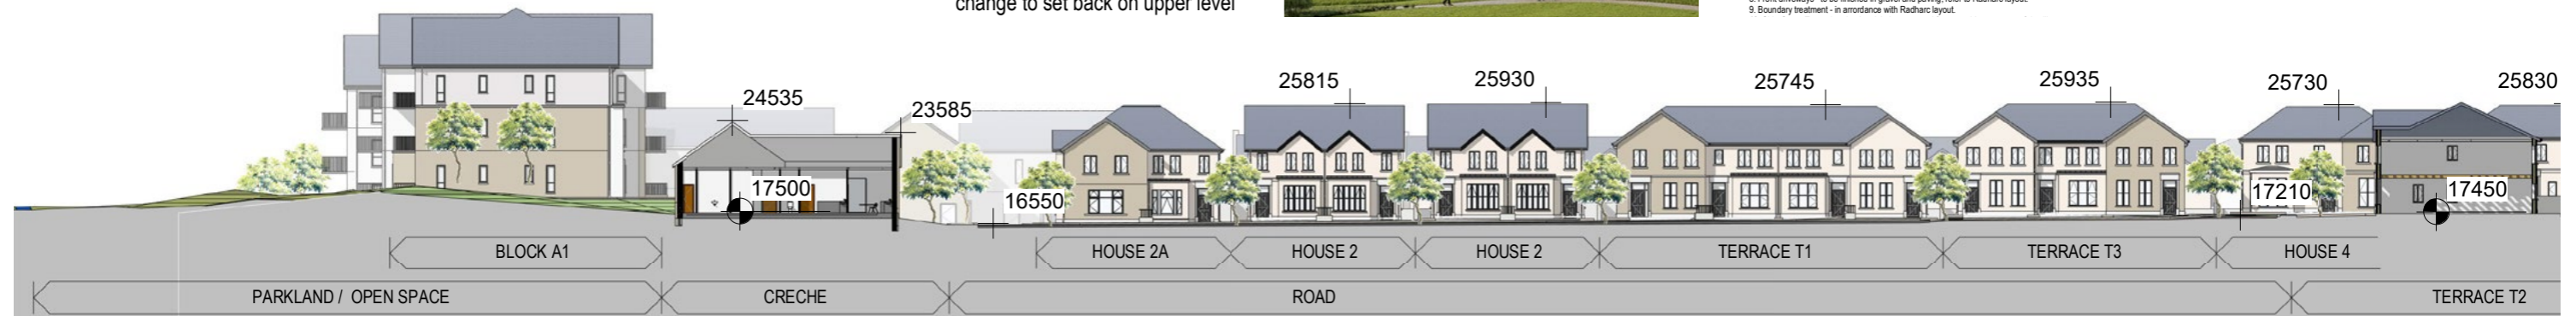 change to set back on upper level
9. Boundary treatment - in arrordance with Radharc layout.
24535
23585
25815
25930
25745
25935
25730
25830
17500
16550
17210
17450
BLOCK A1
HOUSE 2A
HOUSE 2
HOUSE 2
TERRACE T1
TERRACE T3
HOUSE 4
PARKLAND / OPEN SPACE
CRECHE
ROAD
TERRACE T2